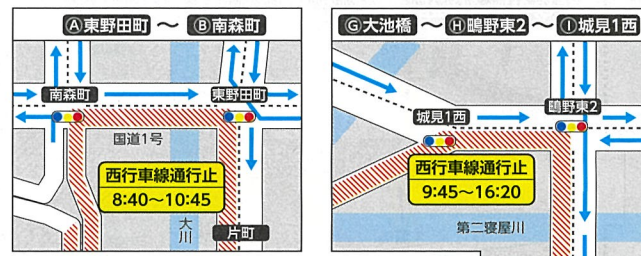 Ⓐ東野田町 ～ Ⓑ南森町
南森町
東野田町
国道1号
西行車線通行止
8:40～10:45
大川
片町
Ⓖ大池橋 ～ Ⓗ鴫野東2 ～ Ⓘ城見1西
城見1西
鴫野東2
西行車線通行止
9:45～16:20
第二寝屋川